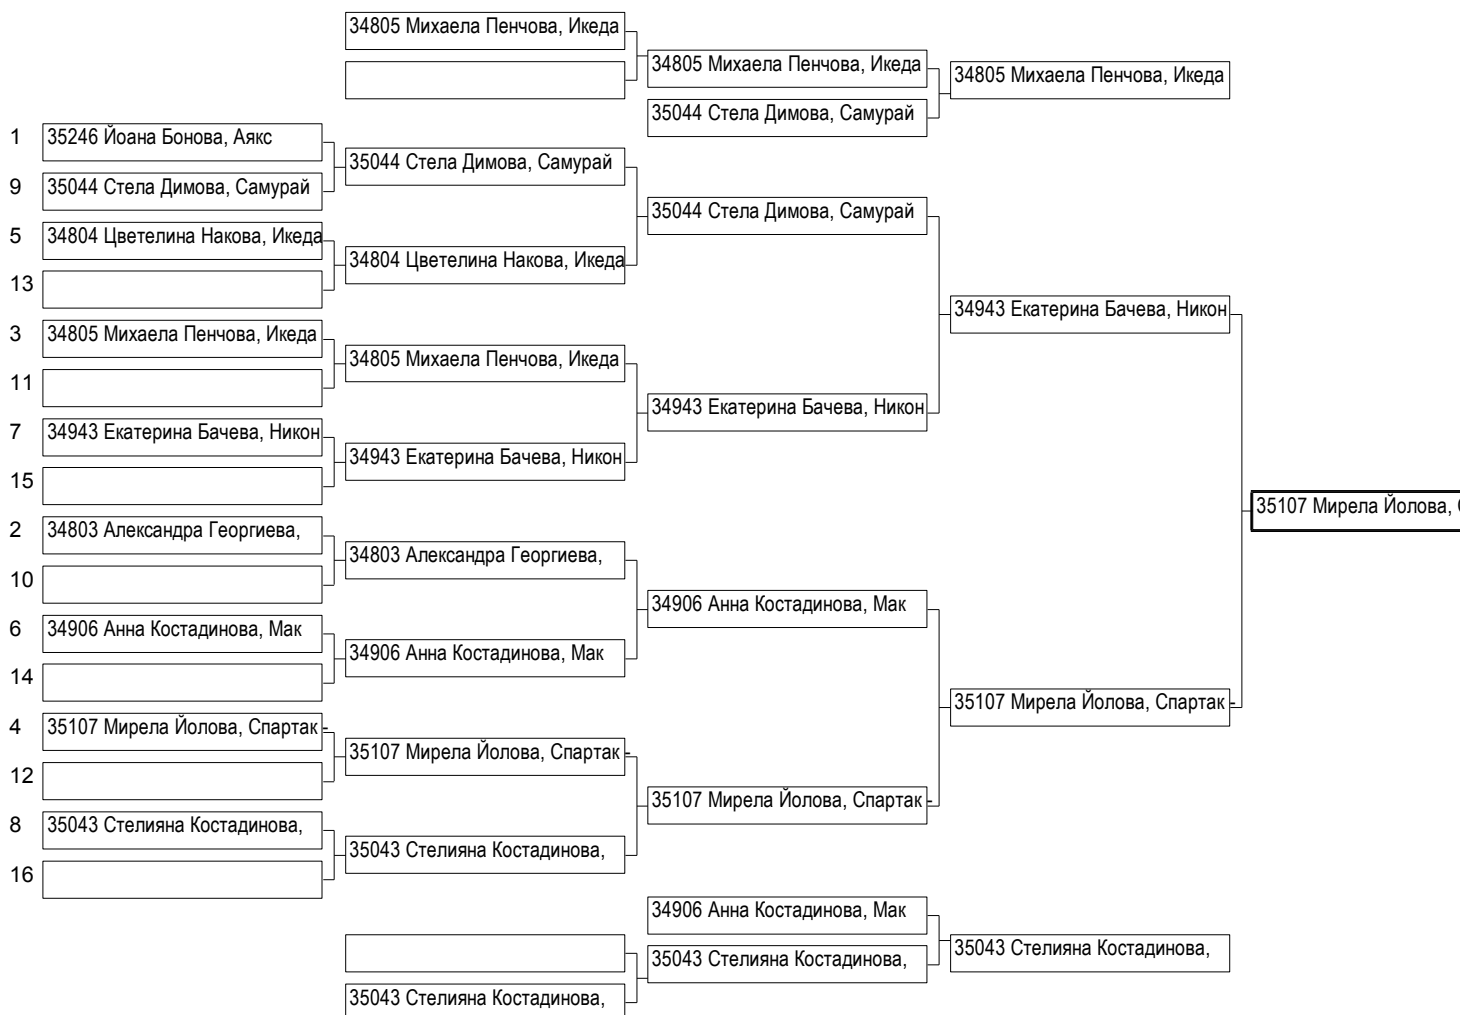 34805 Михаела Пенчова, Икеда
34805 Михаела Пенчова, Икеда
34805 Михаела Пенчова, Икеда
35044 Стела Димова, Самурай
1 35246 Йоана Бонова, Аякс
35044 Стела Димова, Самурай
9 35044 Стела Димова, Самурай
35044 Стела Димова, Самурай
5 34804 Цветелина Накова, Икеда
34804 Цветелина Накова, Икеда
13
34943 Екатерина Бачева, Никон
3 34805 Михаела Пенчова, Икеда
34805 Михаела Пенчова, Икеда
11
34943 Екатерина Бачева, Никон
7 34943 Екатерина Бачева, Никон
34943 Екатерина Бачева, Никон
15
35107 Мирела Йолова,
2 34803 Александра Георгиева,
34803 Александра Георгиева,
10
34906 Анна Костадинова, Мак
6 34906 Анна Костадинова, Мак
34906 Анна Костадинова, Мак
14
35107 Мирела Йолова, Спартак -
4 35107 Мирела Йолова, Спартак -
35107 Мирела Йолова, Спартак -
12
35107 Мирела Йолова, Спартак -
8 35043 Стелияна Костадинова,
35043 Стелияна Костадинова,
16
34906 Анна Костадинова, Мак
35043 Стелияна Костадинова,
35043 Стелияна Костадинова,
35043 Стелияна Костадинова,